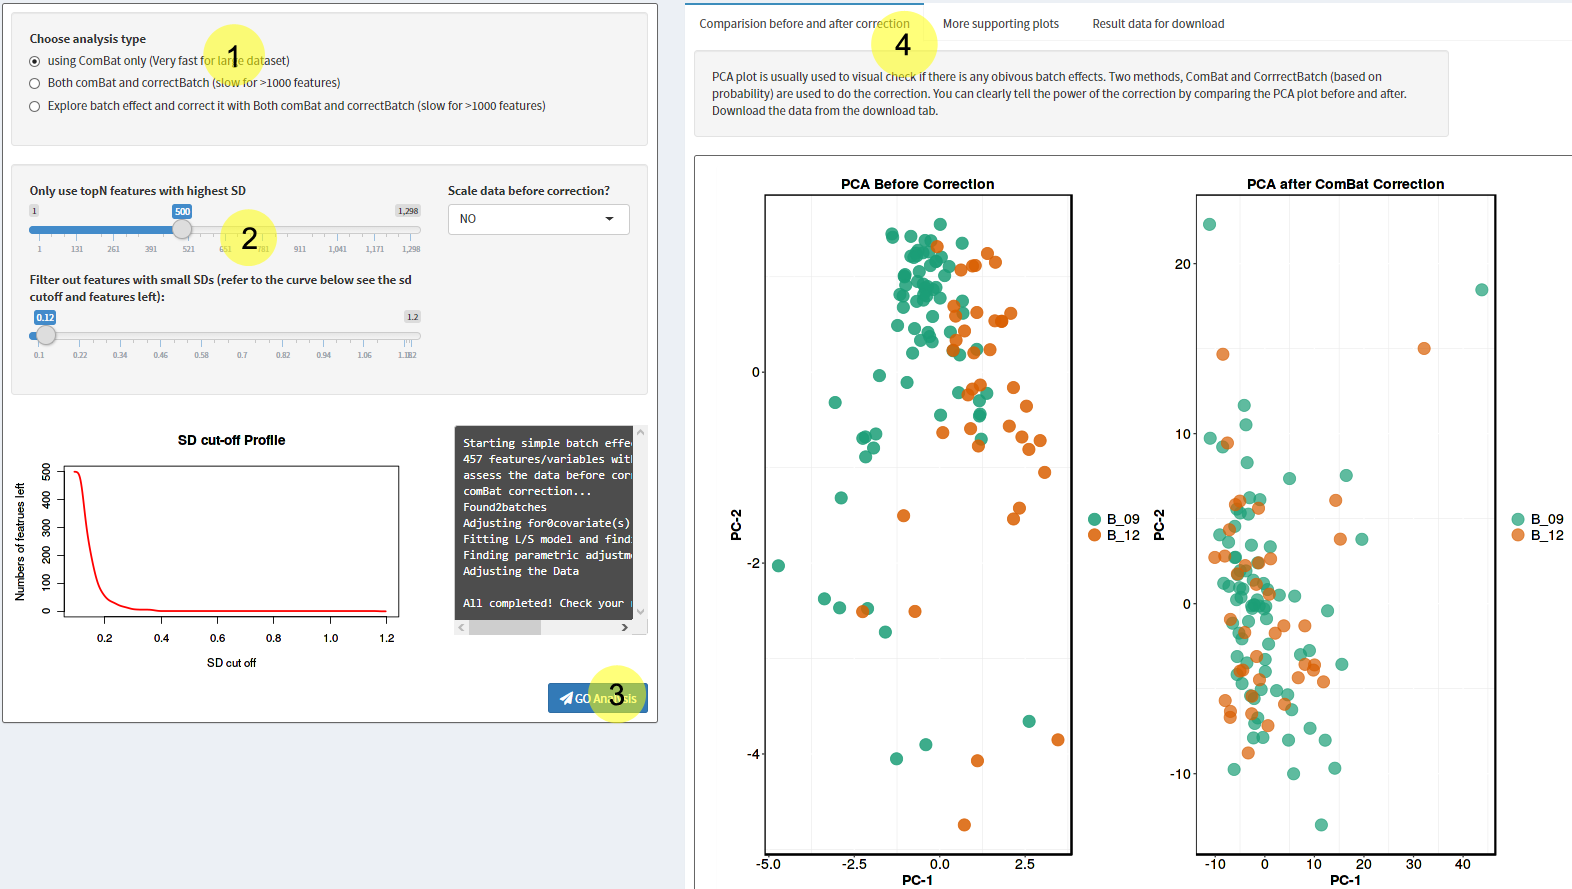 Choose analysis type
1
using ComBat only (Very fast for large dataset)
Both comBat and correctBatch (slow for >1000 features)
Explore batch effect and correct it with Both comBat and correctBatch (slow for >1000 features)
Only use topN features with highest SD
1
500
1,298
2
1 131 261 391 521 651 781 911 1,041 1,171 1,298
Scale data before correction?
NO
Filter out features with small SDs (refer to the curve below see the sd
cutoff and features left):
0.12
1.2
0.1 0.22 0.34 0.46 0.58 0.7 0.82 0.94 1.06 1.18 1.2
SD cut-off Profile
Numbers of featrues left
500
400
300
200
100
0
0.2 0.4 0.6 0.8 1.0 1.2
SD cut off
Starting simple batch effe
457 features/variables wit
assess the data before cor
comBat correction...
Found2batches
Adjusting for0covariate(s)
Fitting L/S model and find
Finding parametric adjustm
Adjusting the Data
All completed! Check your
GO Analysis
3
Comparision before and after correction
More supporting plots
Result data for download
4
PCA plot is usually used to visual check if there is any obivous batch effects. Two methods, ComBat and CorrrectBatch (based on
probability) are used to do the correction. You can clearly tell the power of the correction by comparing the PCA plot before and after.
Download the data from the download tab.
PCA Before Correction
PC-2
0
-2
-4
-5.0 -2.5 0.0 2.5
PC-1
B_09
B_12
PCA after ComBat Correction
PC-2
20
10
0
-10
-10 0 10 20 30 40
PC-1
B_09
B_12